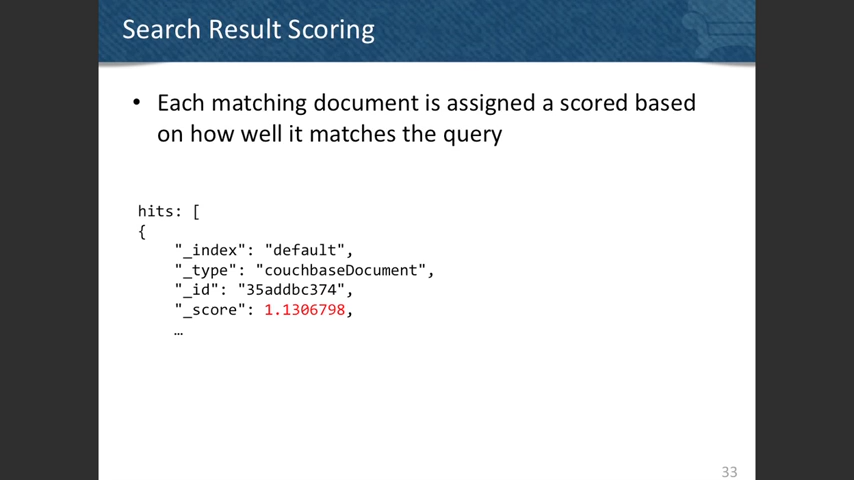 Search Result Scoring
• Each matching document is assigned a scored based
on how well it matches the query
hits: [
{
"_index": "default",
"_type": "couchbaseDocument",
"_id": "35addbc374",
"_score": 1.1306798,
…
33